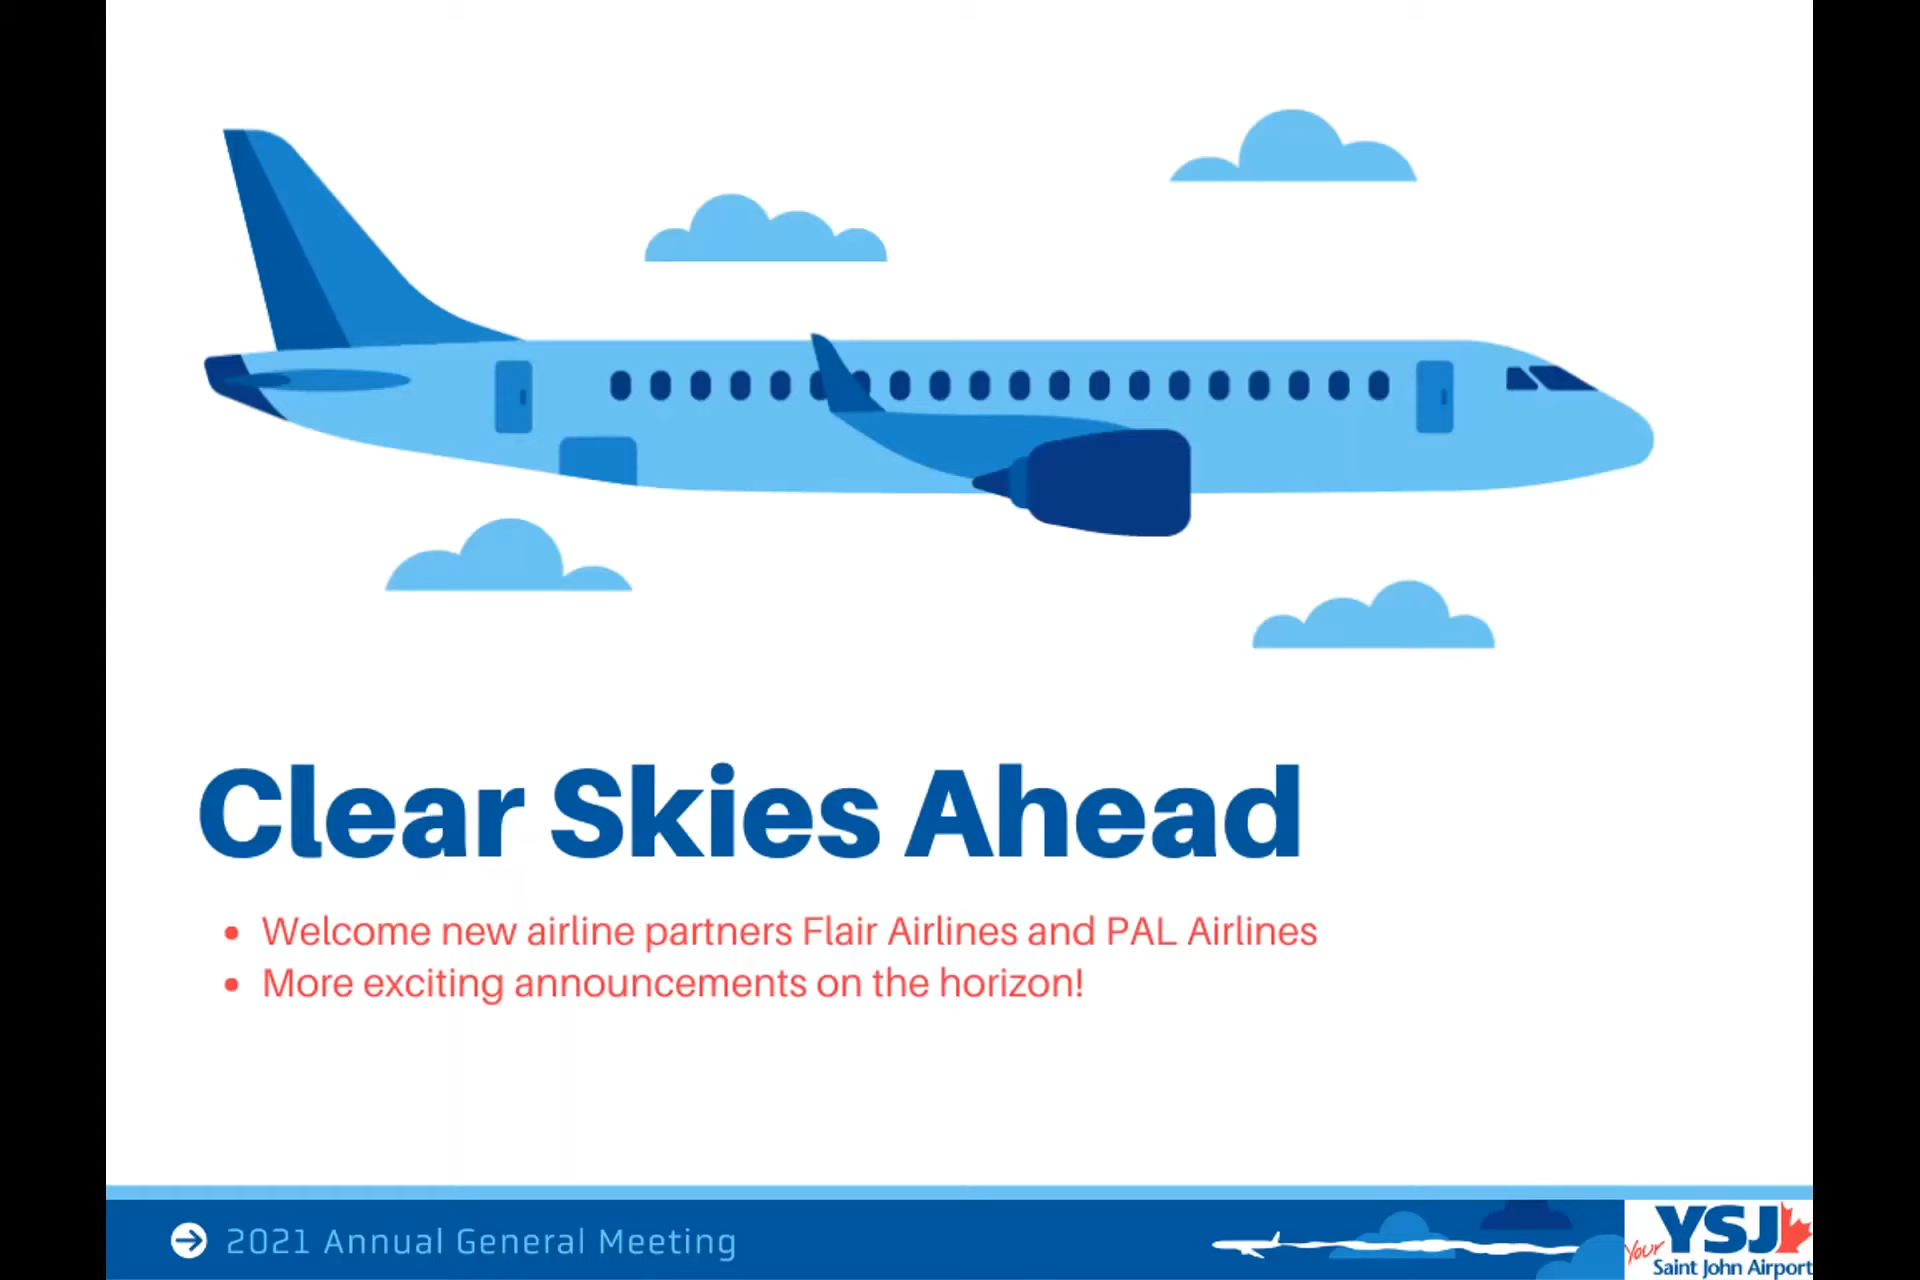 Clear Skies Ahead
• Welcome new airline partners Flair Airlines and PAL Airlines
• More exciting announcements on the horizon!
2021 Annual General Meeting
Your YSJ
Saint John Airport